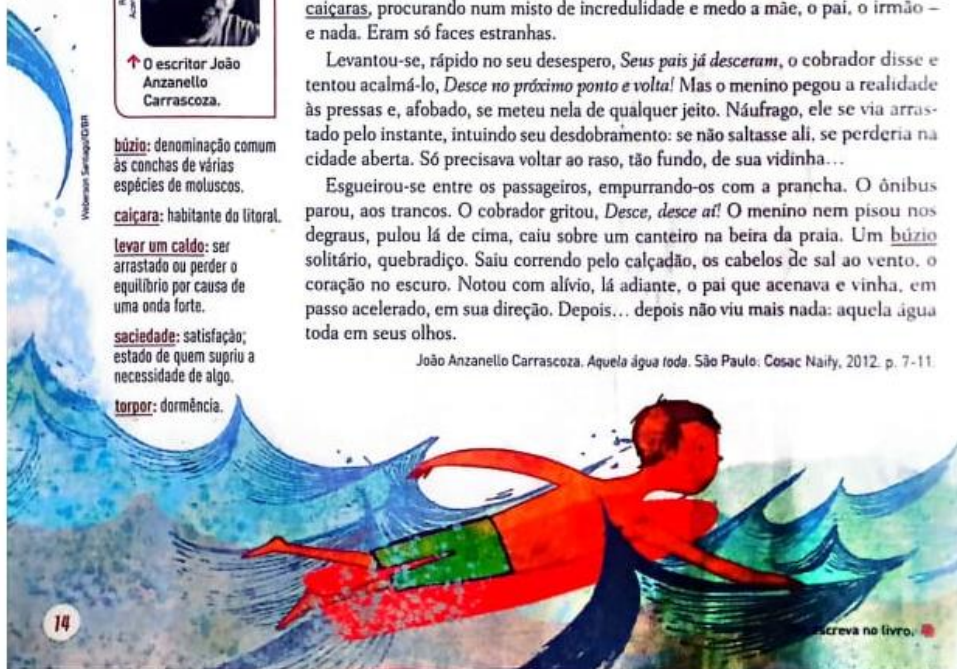 O escritor João
Anzanello
Carrascoza.
Weberson Santiago/ID/BR
búzio: denominação comum
às conchas de várias
espécies de moluscos.
caiçara: habitante do litoral.
levar um caldo: ser
arrastado ou perder o
equilíbrio por causa de
uma onda forte.
saciedade: satisfação;
estado de quem supriu a
necessidade de algo.
torpor: dormência.
caiçaras, procurando num misto de incredulidade e medo a mãe, o pai, o irmão –
e nada. Eram só faces estranhas.
Levantou-se, rápido no seu desespero, Seus pais já desceram, o cobrador disse e
tentou acalmá-lo, Desce no próximo ponto e volta! Mas o menino pegou a realidade
às pressas e, afobado, se meteu nela de qualquer jeito. Náufrago, ele se via arras-
tado pelo instante, intuindo seu desdobramento: se não saltasse ali, se perderia na
cidade aberta. Só precisava voltar ao raso, tão fundo, de sua vidinha...
Esgueirou-se entre os passageiros, empurrando-os com a prancha. O ônibus
parou, aos trancos. O cobrador gritou, Desce, desce aí! O menino nem pisou nos
degraus, pulou lá de cima, caiu sobre um canteiro na beira da praia. Um búzio
solitário, quebradiço. Saiu correndo pelo calçadão, os cabelos de sal ao vento, o
coração no escuro. Notou com alívio, lá adiante, o pai que acenava e vinha, em
passo acelerado, em sua direção. Depois... depois não viu mais nada: aquela água
toda em seus olhos.
João Anzanello Carrascoza. Aquela água toda. São Paulo: Cosac Naify, 2012. p. 7-11.
14
screva no livro.